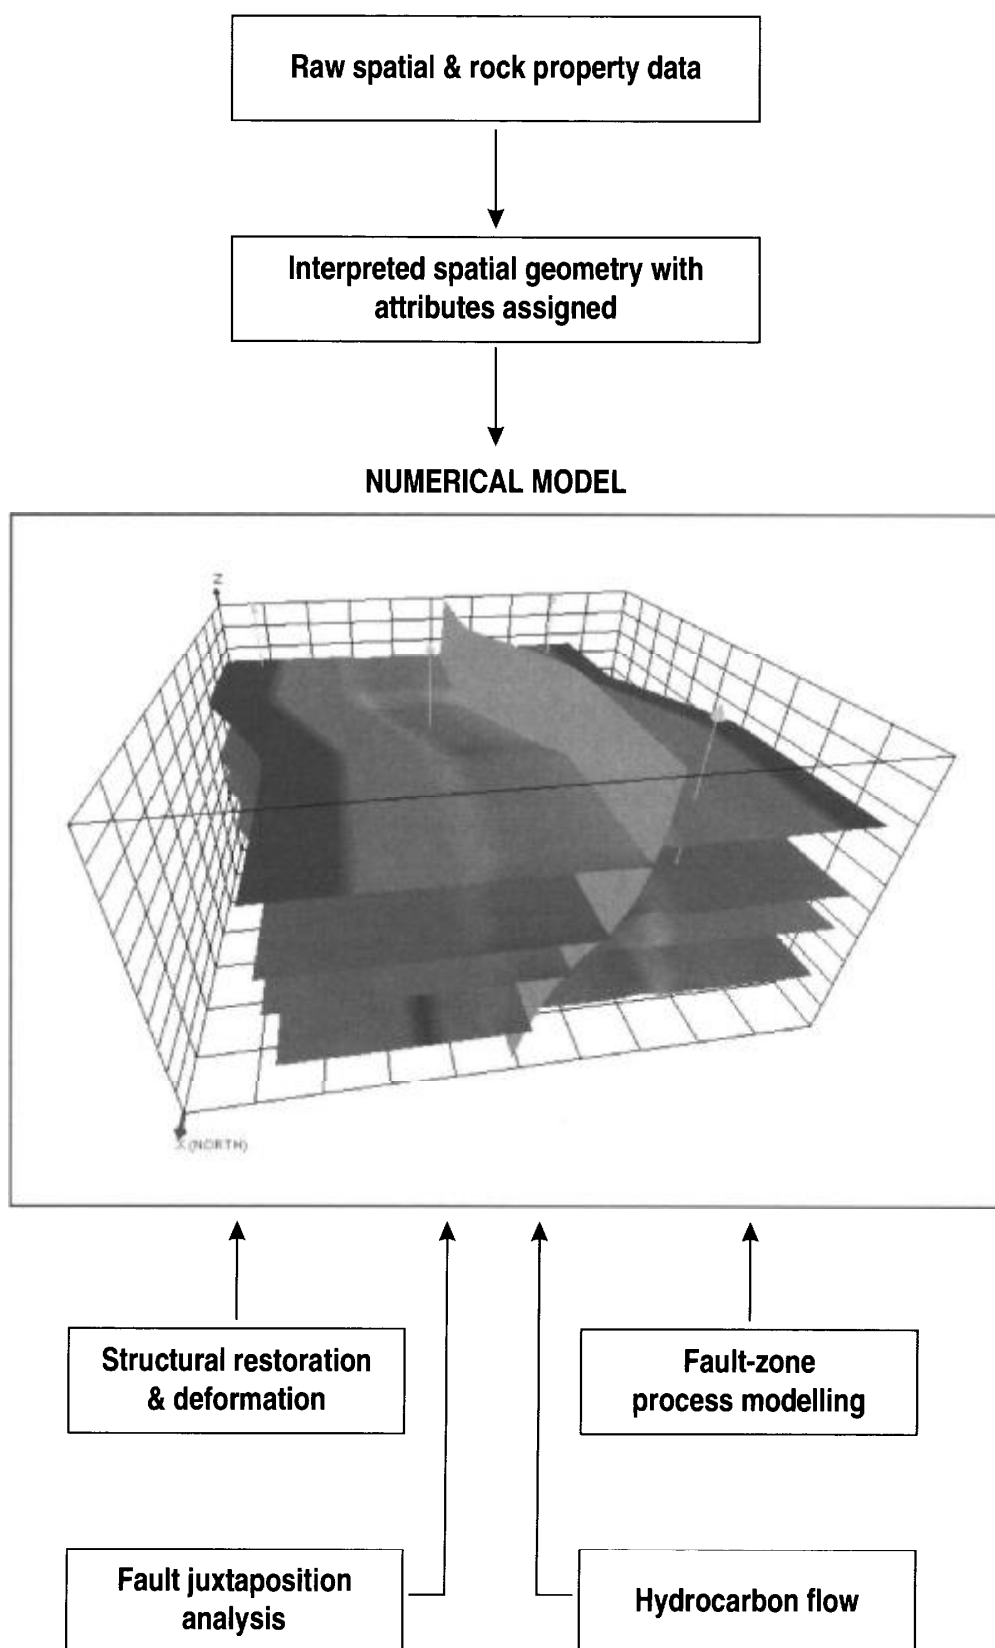 Raw spatial & rock property data
Interpreted spatial geometry with
attributes assigned
NUMERICAL MODEL
Z
X (NORTH)
Structural restoration
& deformation
Fault-zone
process modelling
Fault juxtaposition
analysis
Hydrocarbon flow